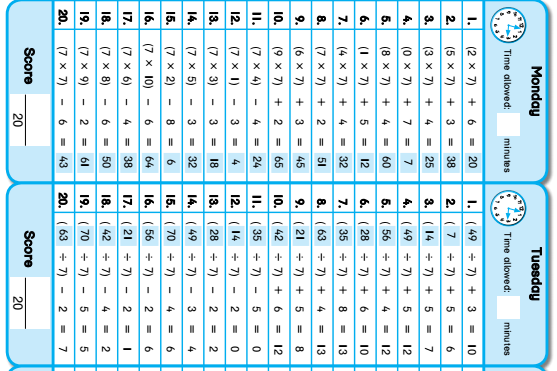 Monday
Time allowed: minutes
1. (2 × 7) + 6 = 20
2. (5 × 7) + 3 = 38
3. (3 × 7) + 4 = 25
4. (0 × 7) + 7 = 7
5. (8 × 7) + 4 = 60
6. (1 × 7) + 5 = 12
7. (4 × 7) + 4 = 32
8. (7 × 7) + 2 = 51
9. (6 × 7) + 3 = 45
10. (9 × 7) + 2 = 65
11. (7 × 4) − 4 = 24
12. (7 × 1) − 3 = 4
13. (7 × 3) − 3 = 18
14. (7 × 5) − 3 = 32
15. (7 × 2) − 8 = 6
16. (7 × 10) − 6 = 64
17. (7 × 6) − 4 = 38
18. (7 × 8) − 6 = 50
19. (7 × 9) − 2 = 61
20. (7 × 7) − 6 = 43
Score
20
Tuesday
Time allowed: minutes
1. (49 ÷ 7) + 3 = 10
2. (7 ÷ 7) + 5 = 6
3. (14 ÷ 7) + 5 = 7
4. (49 ÷ 7) + 5 = 12
5. (56 ÷ 7) + 4 = 12
6. (28 ÷ 7) + 6 = 10
7. (35 ÷ 7) + 8 = 13
8. (63 ÷ 7) + 4 = 13
9. (21 ÷ 7) + 5 = 8
10. (42 ÷ 7) + 6 = 12
11. (35 ÷ 7) − 5 = 0
12. (14 ÷ 7) − 2 = 0
13. (28 ÷ 7) − 2 = 2
14. (49 ÷ 7) − 3 = 4
15. (70 ÷ 7) − 4 = 6
16. (56 ÷ 7) − 2 = 6
17. (21 ÷ 7) − 2 = 1
18. (42 ÷ 7) − 4 = 2
19. (70 ÷ 7) − 5 = 5
20. (63 ÷ 7) − 2 = 7
Score
20